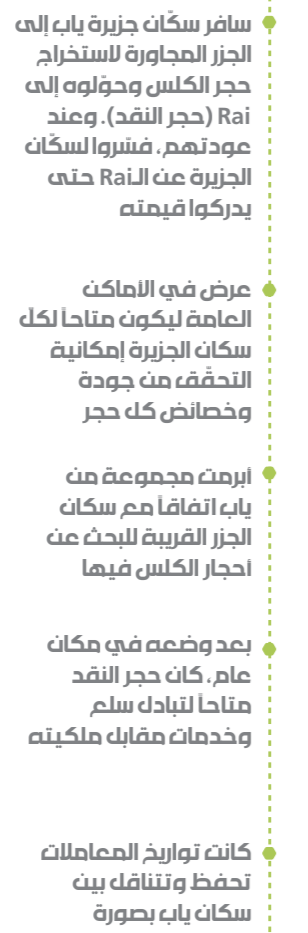 سافر سكّان جزيرة ياب إلى
الجزر المجاورة لاستخراج
حجر الكلس وحوّلوه إلى
Rai (حجر النقد). وعند
عودتهم، فسّروا لسكّان
الجزيرة عن الـRai حتى
يدركوا قيمته
عرض في الأماكن
العامة ليكون متاحاً لكلّ
سكان الجزيرة إمكانية
التحقّق من جودة
وخصائص كل حجر
أبرمت مجموعة من
ياب اتفاقاً مع سكان
الجزر القريبة للبحث عن
أحجار الكلس فيها
بعد وضعه في مكان
عام، كان حجر النقد
متاحاً لتبادل سلع
وخدمات مقابل ملكيته
كانت تواريخ المعاملات
تحفظ وتتناقل بين
سكان ياب بصورة